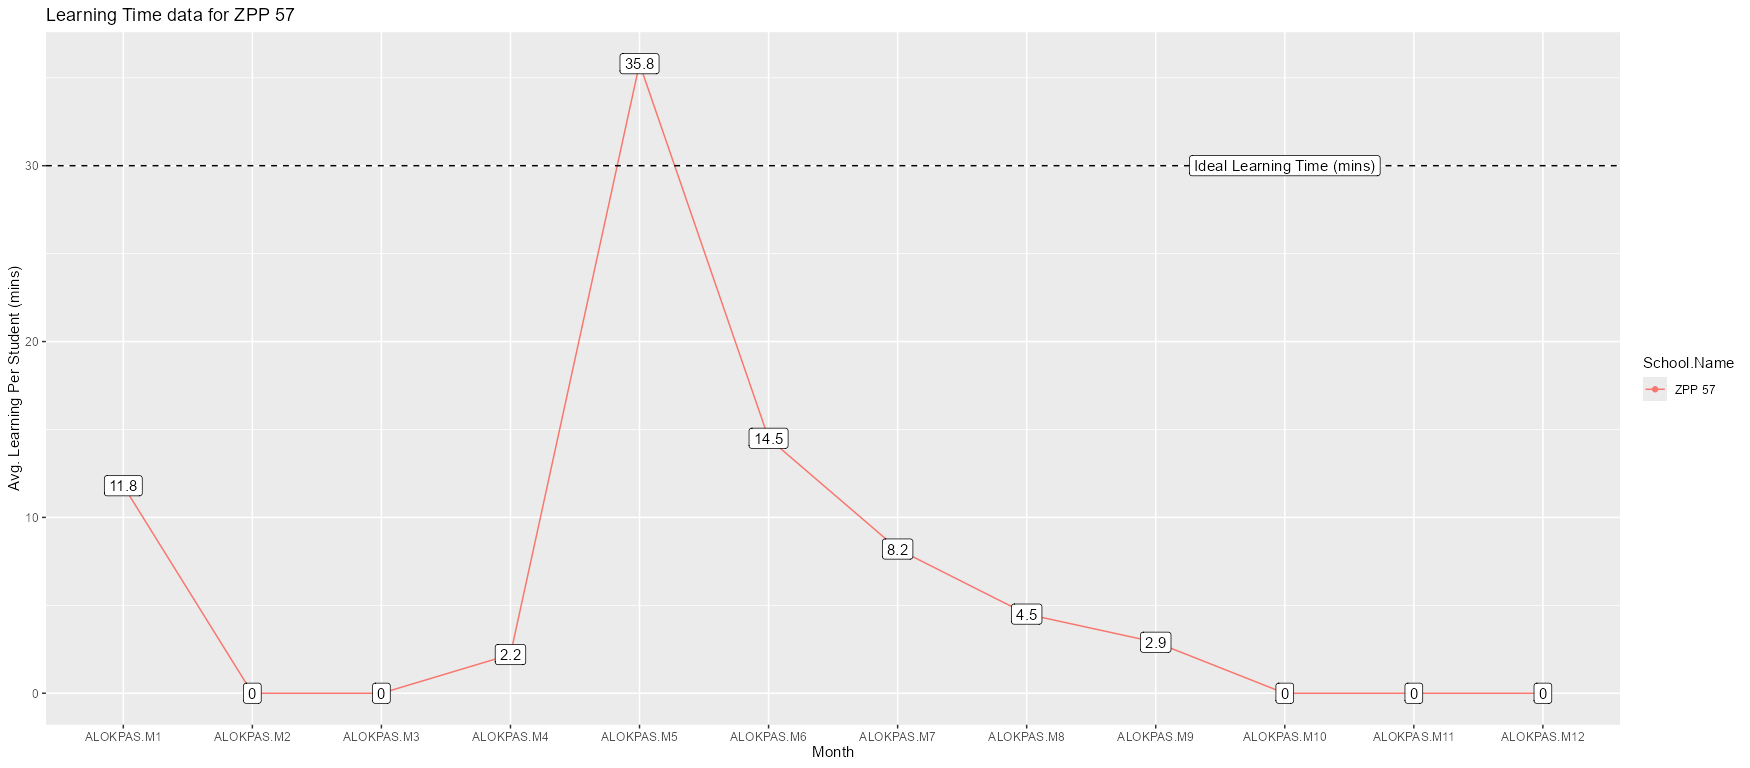 Learning Time data for ZPP 57
Avg. Learning Per Student (mins)
30
20
10
0
35.8
Ideal Learning Time (mins)
14.5
11.8
8.2
4.5
2.9
2.2
0
0
0
0
0
ALOKPAS.M1
ALOKPAS.M2
ALOKPAS.M3
ALOKPAS.M4
ALOKPAS.M5
ALOKPAS.M6
ALOKPAS.M7
ALOKPAS.M8
ALOKPAS.M9
ALOKPAS.M10
ALOKPAS.M11
ALOKPAS.M12
Month
School.Name
ZPP 57